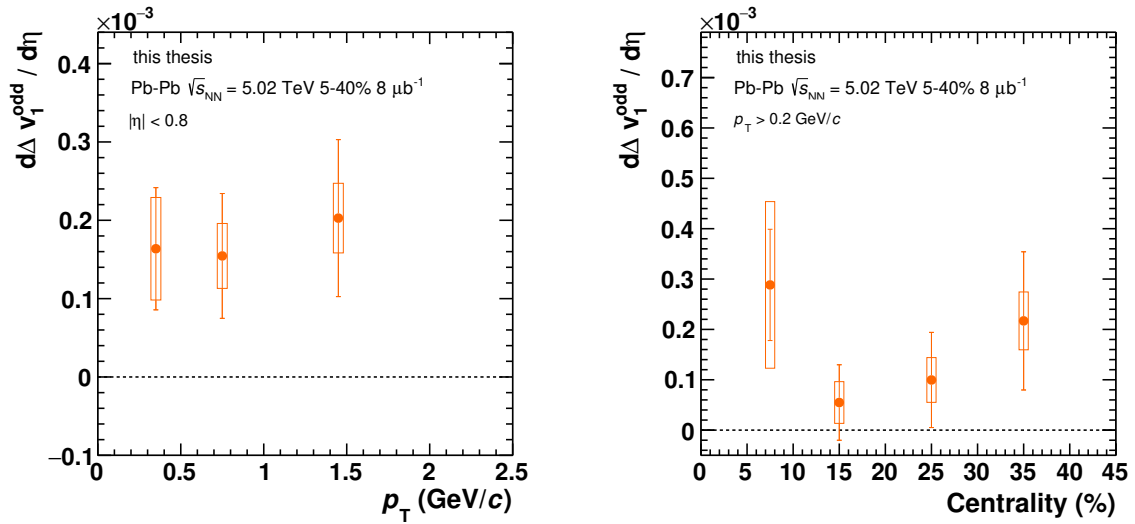 ×10⁻³
dΔ v₁ᵒᵈᵈ / dη
0.4
0.3
0.2
0.1
0
−0.1
this thesis
Pb-Pb √s_NN = 5.02 TeV 5-40% 8 μb⁻¹
|η| < 0.8
0 0.5 1 1.5 2 2.5
p_T (GeV/c)
×10⁻³
dΔ v₁ᵒᵈᵈ / dη
0.7
0.6
0.5
0.4
0.3
0.2
0.1
0
this thesis
Pb-Pb √s_NN = 5.02 TeV 5-40% 8 μb⁻¹
p_T > 0.2 GeV/c
0 5 10 15 20 25 30 35 40 45
Centrality (%)